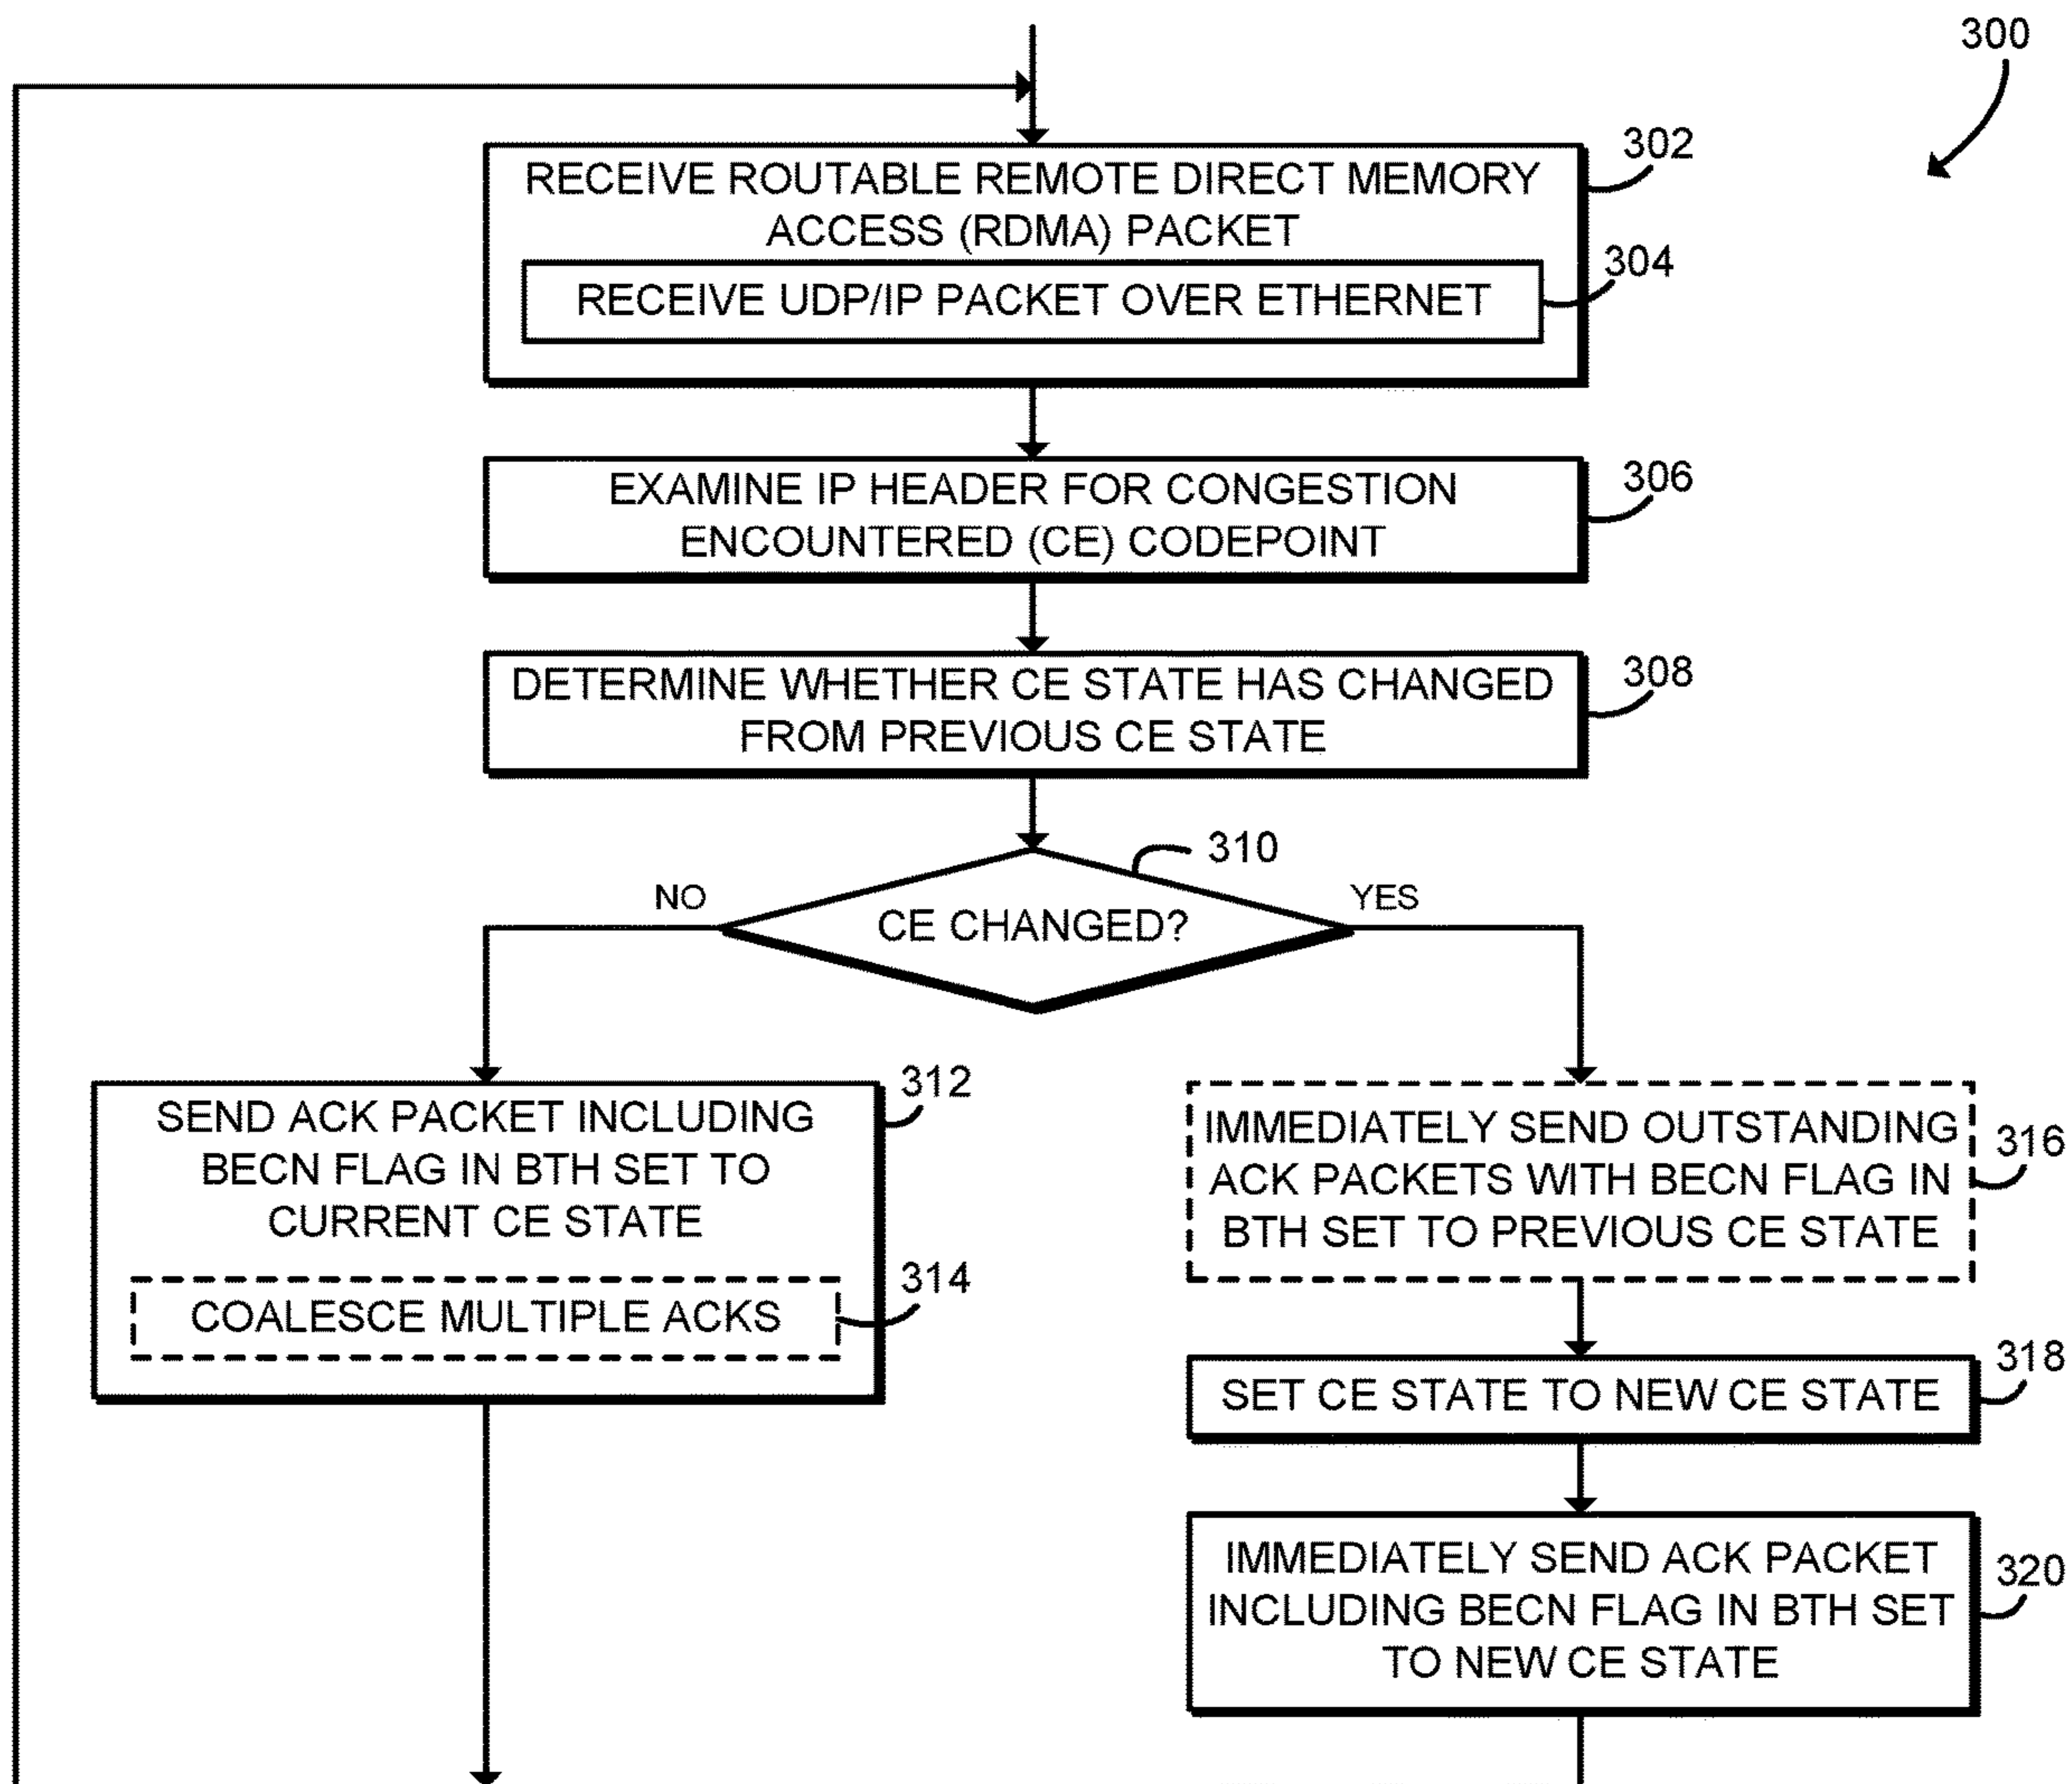 300
302
RECEIVE ROUTABLE REMOTE DIRECT MEMORY
ACCESS (RDMA) PACKET
304
RECEIVE UDP/IP PACKET OVER ETHERNET
306
EXAMINE IP HEADER FOR CONGESTION
ENCOUNTERED (CE) CODEPOINT
308
DETERMINE WHETHER CE STATE HAS CHANGED
FROM PREVIOUS CE STATE
310
NO
YES
CE CHANGED?
312
SEND ACK PACKET INCLUDING
BECN FLAG IN BTH SET TO
CURRENT CE STATE
314
COALESCE MULTIPLE ACKS
316
IMMEDIATELY SEND OUTSTANDING
ACK PACKETS WITH BECN FLAG IN
BTH SET TO PREVIOUS CE STATE
318
SET CE STATE TO NEW CE STATE
320
IMMEDIATELY SEND ACK PACKET
INCLUDING BECN FLAG IN BTH SET
TO NEW CE STATE